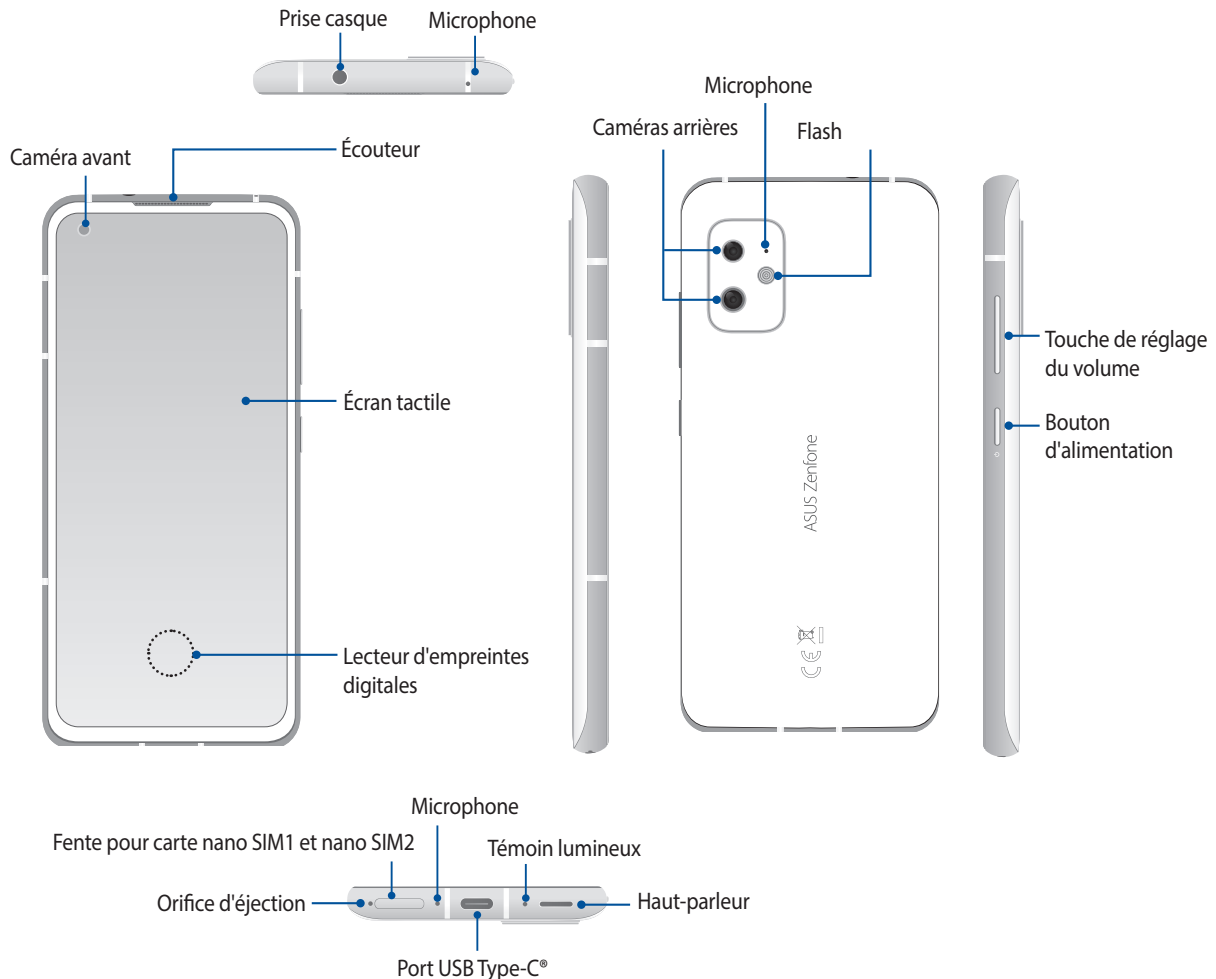 Prise casque
Microphone
Microphone
Caméras arrières
Flash
Caméra avant
Écouteur
Touche de réglage
du volume
Écran tactile
Bouton
d'alimentation
ASUS Zenfone
Lecteur d'empreintes
digitales
CE
Microphone
Fente pour carte nano SIM1 et nano SIM2
Témoin lumineux
Orifice d'éjection
Haut-parleur
Port USB Type-C®